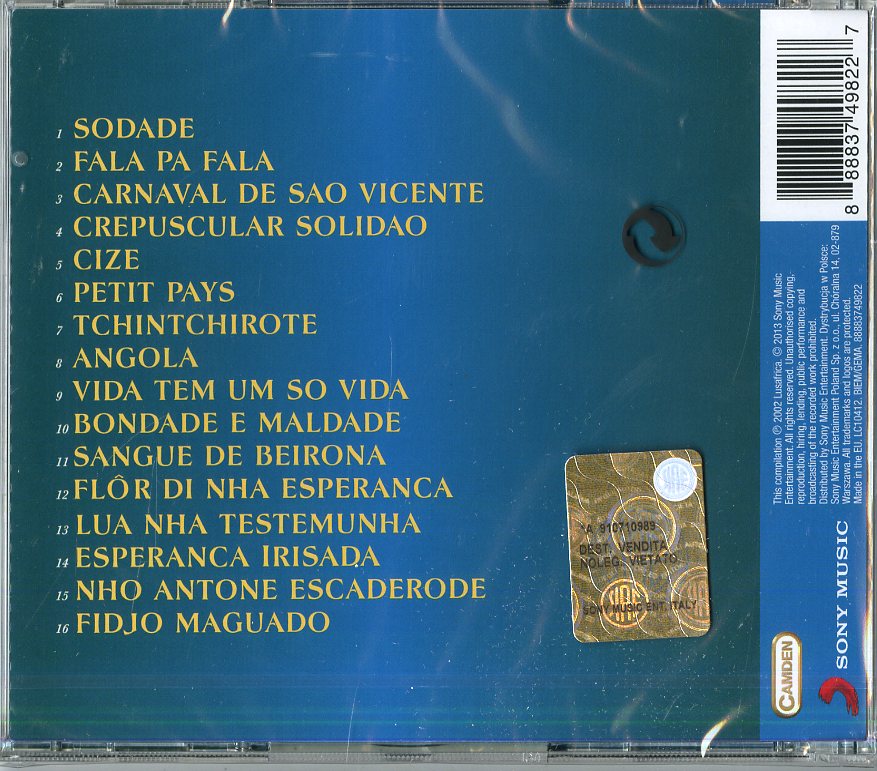 1 SODADE
2 FALA PA FALA
3 CARNAVAL DE SAO VICENTE
4 CREPUSCULAR SOLIDAO
5 CIZE
6 PETIT PAYS
7 TCHINTCHIROTE
8 ANGOLA
9 VIDA TEM UM SO VIDA
10 BONDADE E MALDADE
11 SANGUE DE BEIRONA
12 FLÔR DI NHA ESPERANCA
13 LUA NHA TESTEMUNHA
14 ESPERANCA IRISADA
15 NHO ANTONE ESCADERODE
16 FIDJO MAGUADO
8 88837 49822 7
This compilation ℗ 2002 Lusafrica. © 2013 Sony Music
Entertainment. All rights reserved. Unauthorised copying,
reproduction, hiring, lending, public performance and
broadcasting of the recorded work prohibited.
Distributed by Sony Music Entertainment. Dystrybucja w Polsce:
Sony Music Entertainment Poland Sp. z o.o., ul. Chóralna 14, 02-879
Warszawa. All trademarks and logos are protected.
Made in the EU. LC10412. BIEM/GEMA. 88883749822
*A 910710989
DEST. VENDITA
NOLEG. VIETATO
SONY MUSIC ENT. ITALY
CAMDEN
SONY MUSIC